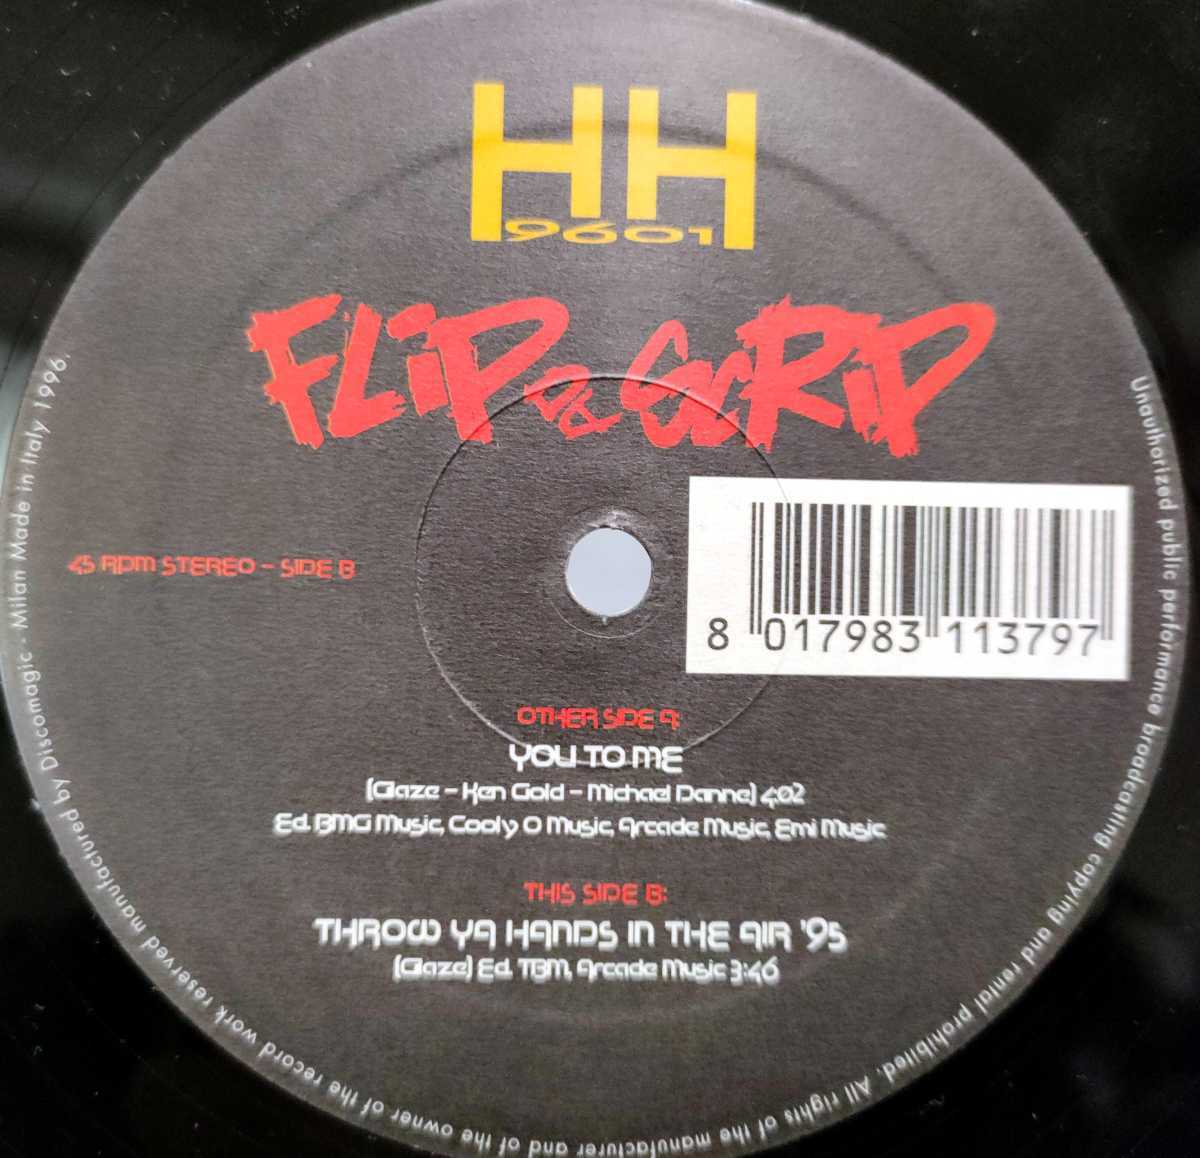 HH
9601
FLiP & ScRiP
45 RPM STEREO - SIDE B
8 017983 113797
OTHER SIDE A:
YOU TO ME
(Glaze - Ken Gold - Michael Danne) 4:02
Ed. BMG Music, Cooly O Music, Arcade Music, Emi Music
THIS SIDE B:
THROW YA HANDS IN THE AIR '95
(Glaze) Ed. TBM, Arcade Music 3:46
Unauthorized public performance broadcasting copying and rental prohibited. All rights of the manufacturer and of the owner of the record work reserved manufactured by Discomagic - Milan Made in Italy 1996.